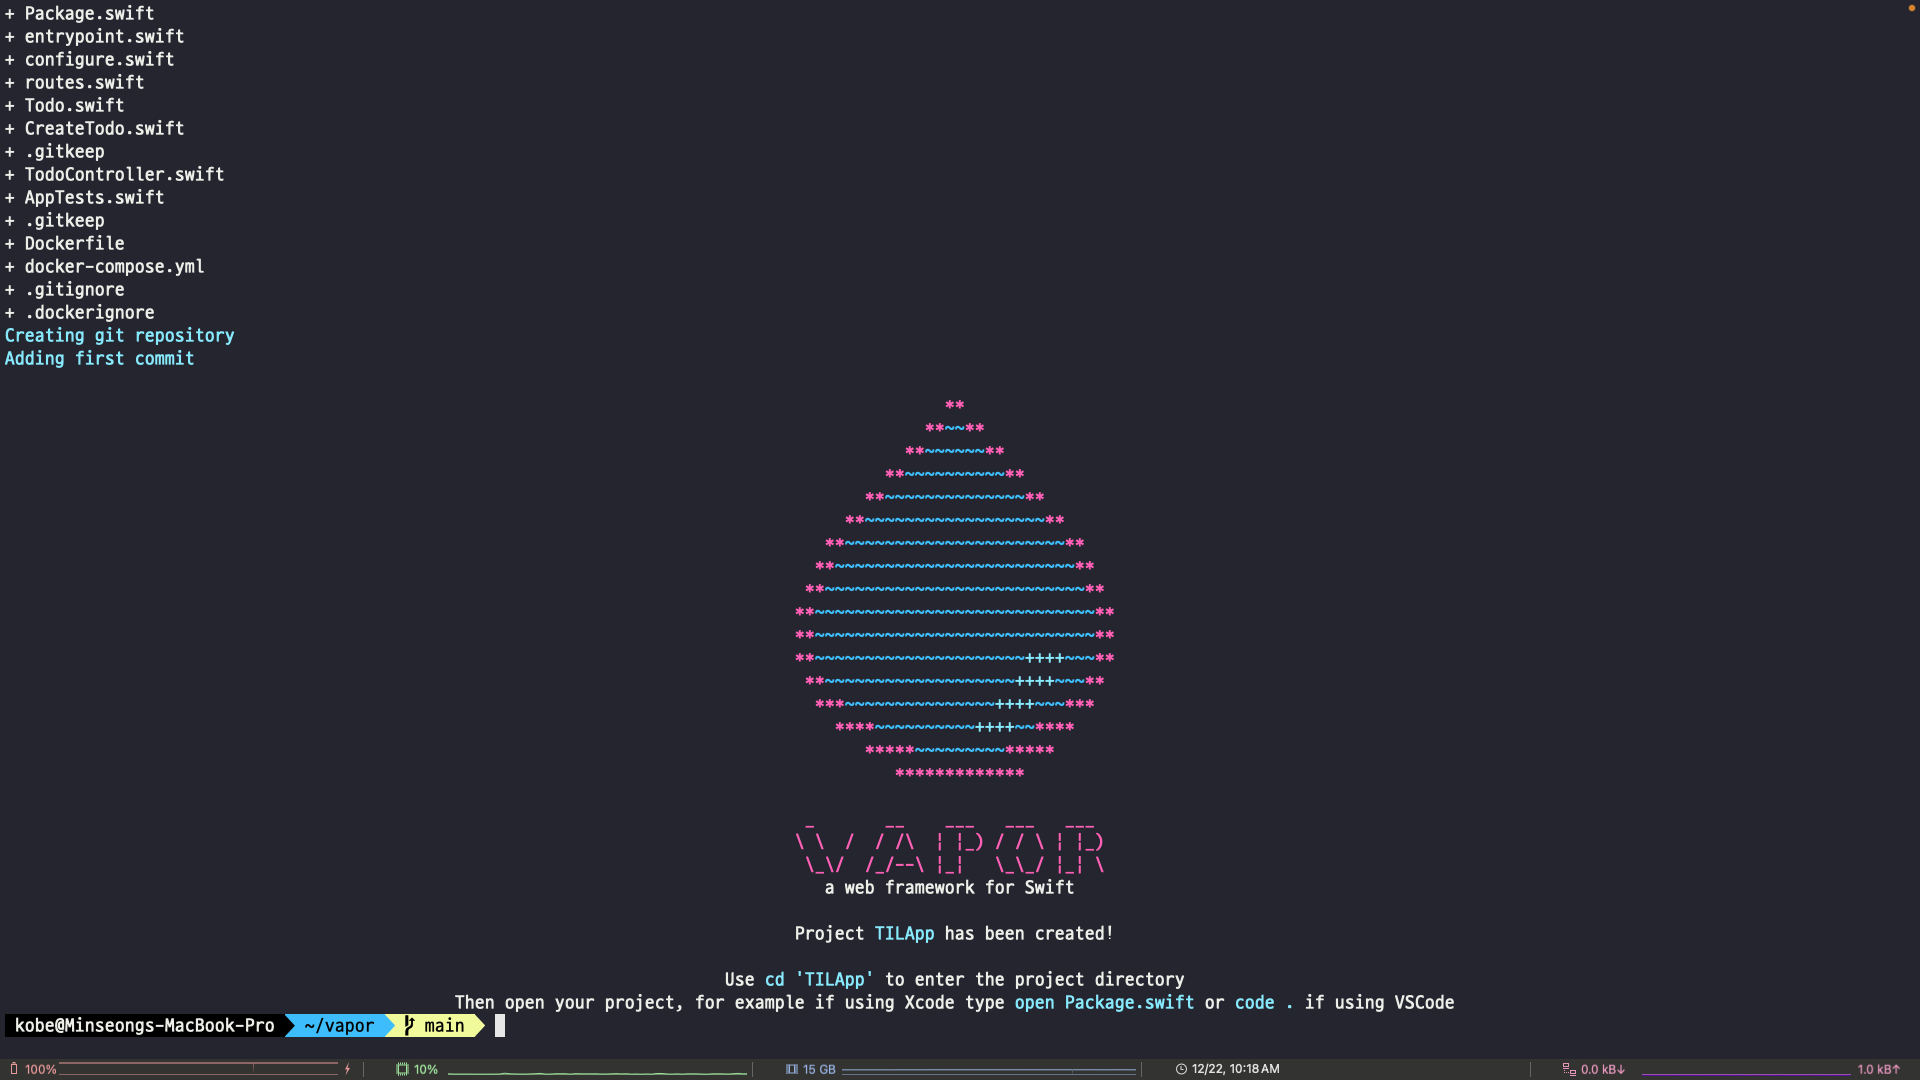 + Package.swift
+ entrypoint.swift
+ configure.swift
+ routes.swift
+ Todo.swift
+ CreateTodo.swift
+ .gitkeep
+ TodoController.swift
+ AppTests.swift
+ .gitkeep
+ Dockerfile
+ docker-compose.yml
+ .gitignore
+ .dockerignore
Creating git repository
Adding first commit
VAPOR
a web framework for Swift
Project TILApp has been created!
Use cd 'TILApp' to enter the project directory
Then open your project, for example if using Xcode type open Package.swift or code . if using VSCode
kobe@Minseongs-MacBook-Pro ~/vapor main
100% 10% 15 GB 12/22, 10:18 AM 0.0 kB↓ 1.0 kB↑